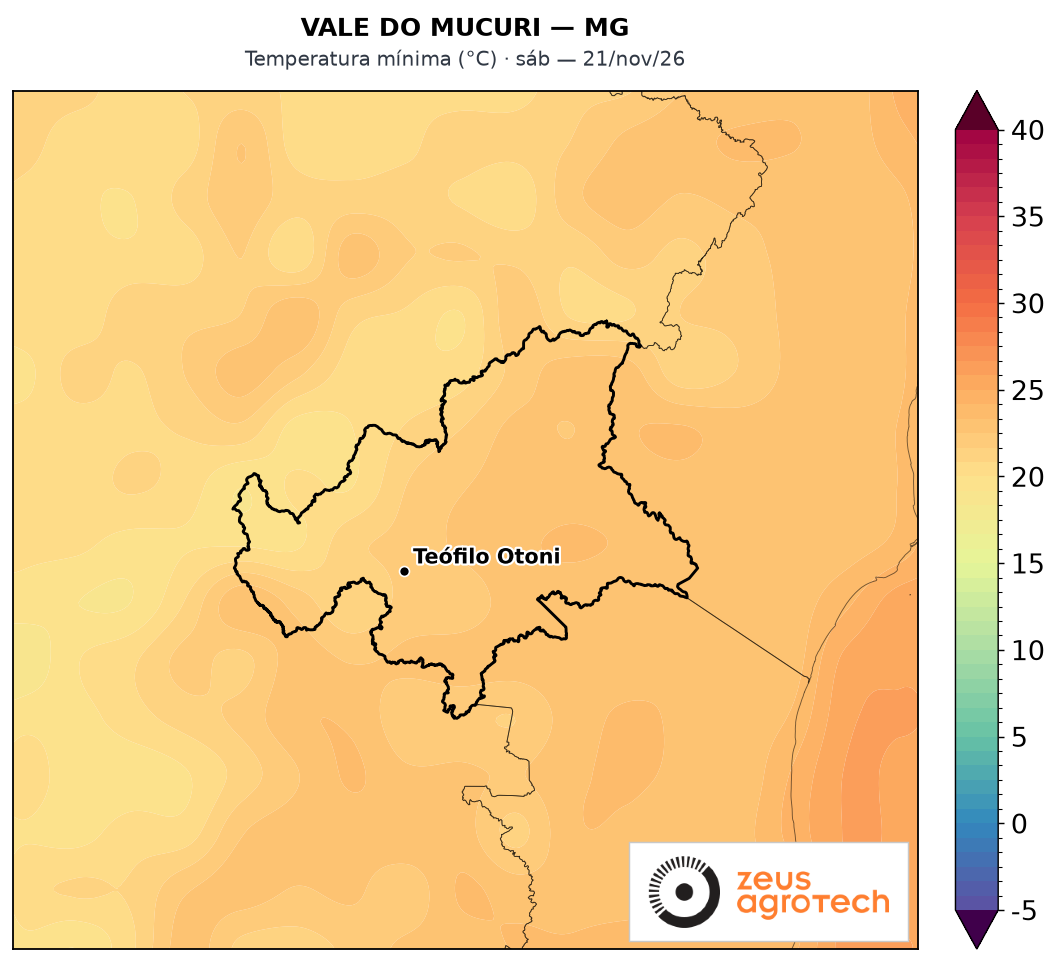 VALE DO MUCURI — MG
Temperatura mínima (°C) · sáb — 21/nov/26
40
35
30
25
20
15
10
5
0
-5
Teófilo Otoni
zeus
agrotech